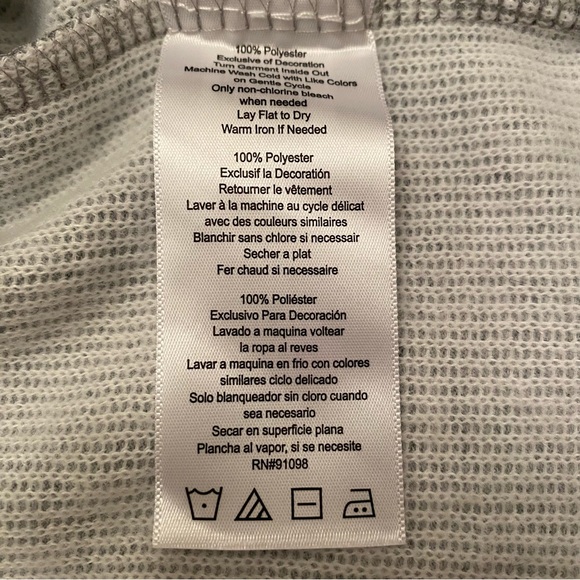 100% Polyester
Exclusive of Decoration
Turn Garment Inside Out
Machine Wash Cold with Like Colors
on Gentle Cycle
Only non-chlorine bleach
when needed
Lay Flat to Dry
Warm Iron If Needed
100% Polyester
Exclusif la Decoratión
Retourner le vêtement
Laver à la machine au cycle délicat
avec des couleurs similaires
Blanchir sans chlore si necessair
Secher a plat
Fer chaud si necessaire
100% Poliéster
Exclusivo Para Decoración
Lavado a maquina voltear
la ropa al reves
Lavar a maquina en frio con colores
similares ciclo delicado
Solo blanqueador sin cloro cuando
sea necesario
Secar en superficie plana
Plancha al vapor, si se necesite
RN#91098